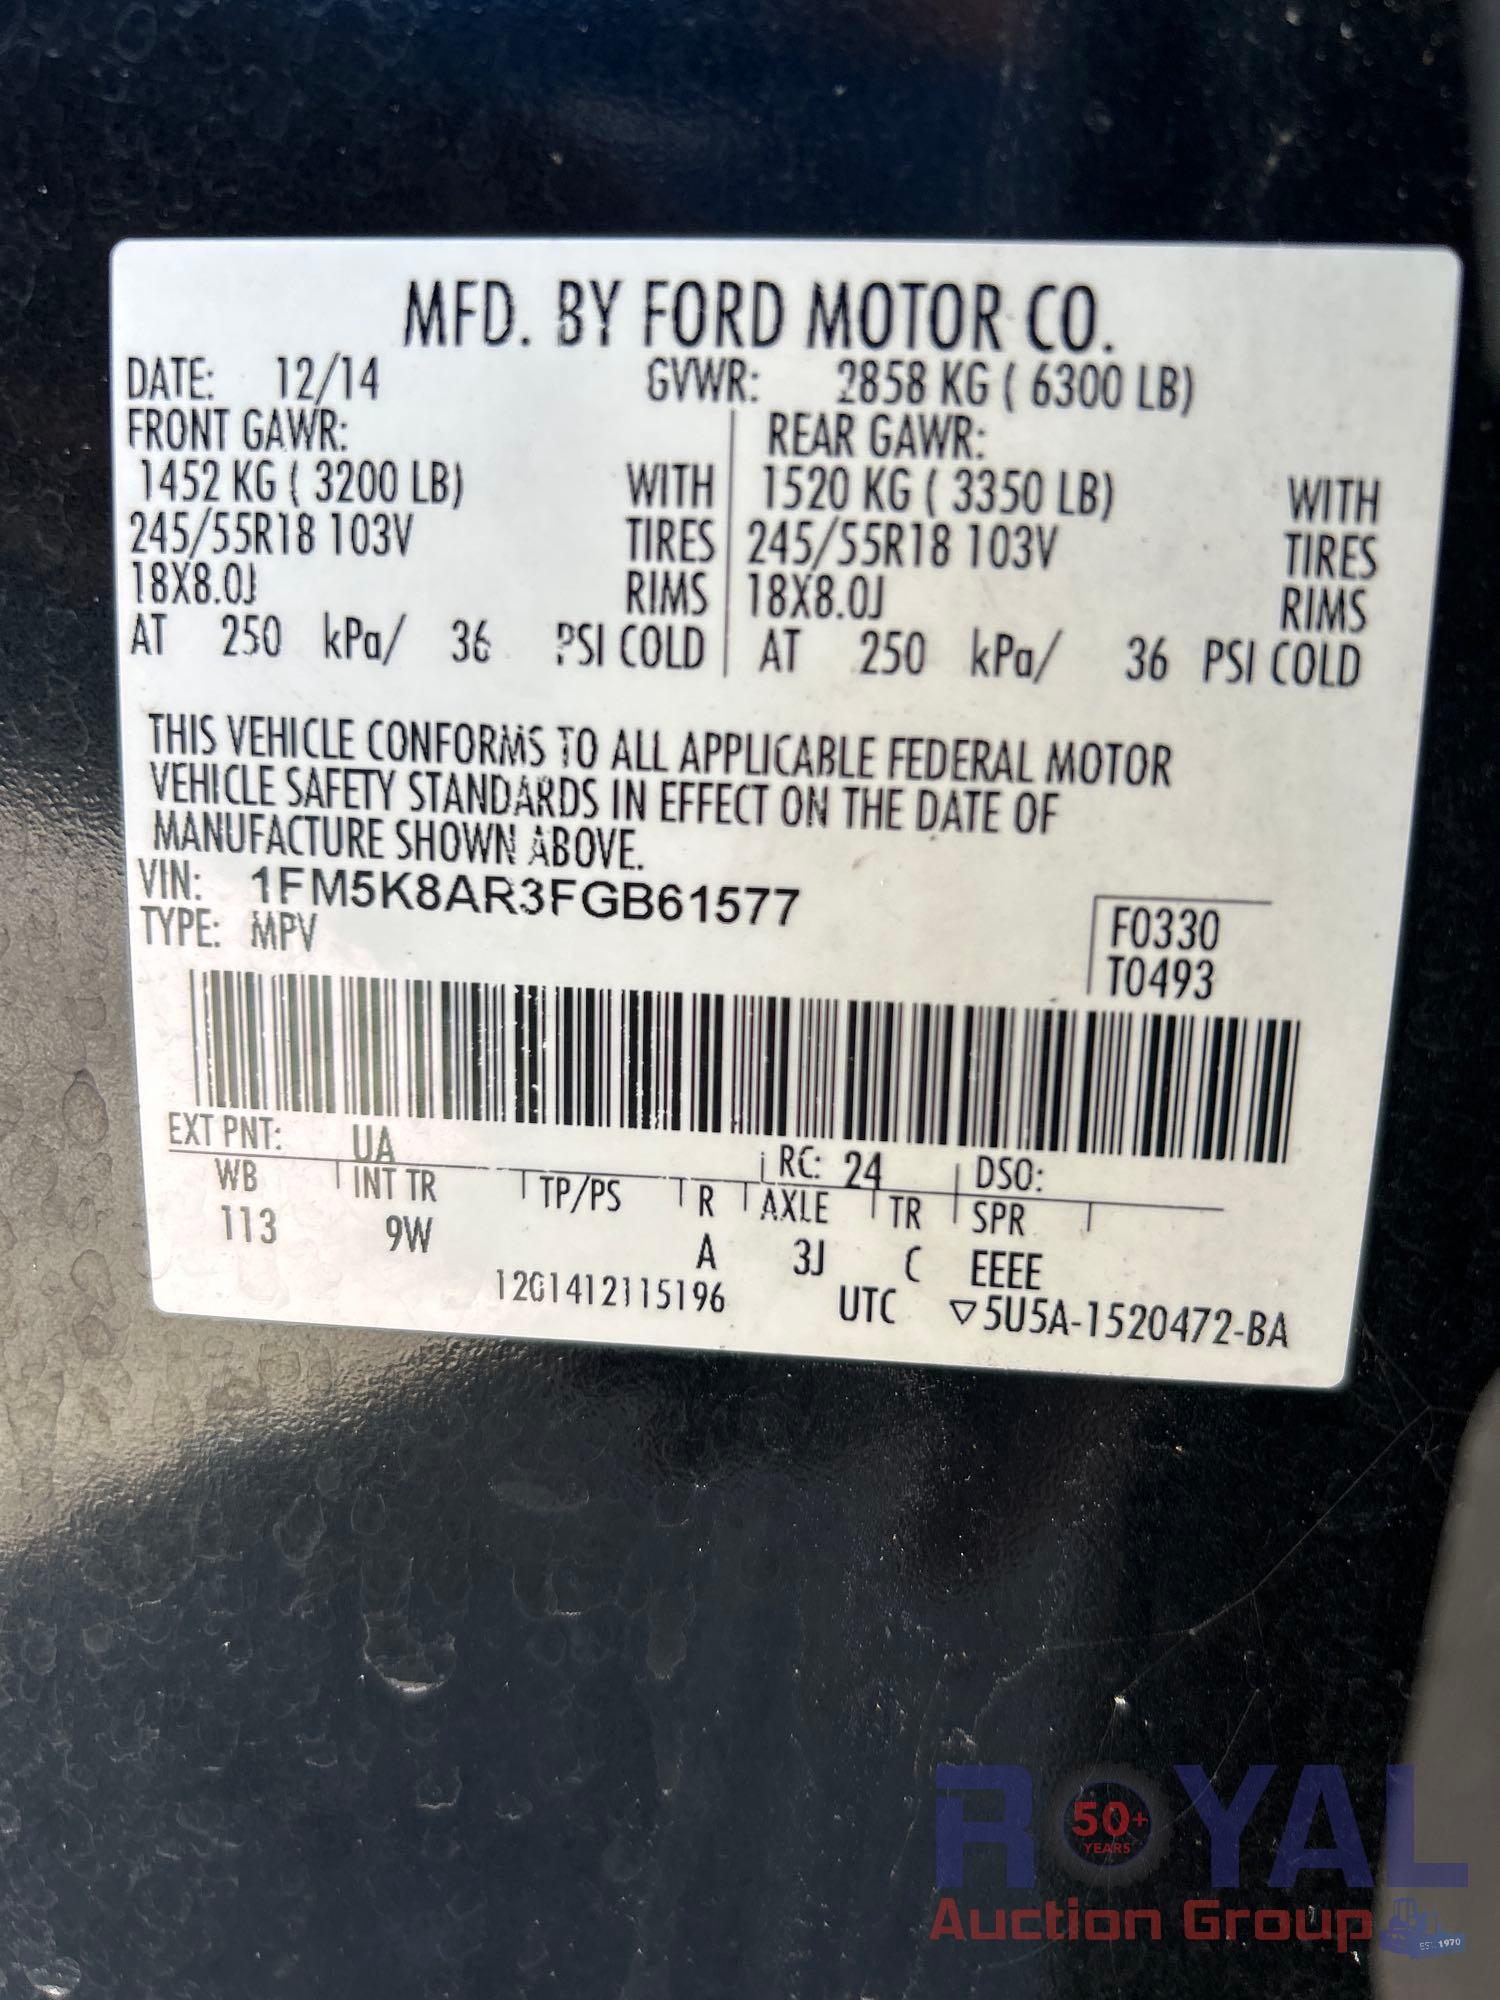 MFD. BY FORD MOTOR CO.
DATE: 12/14 GVWR: 2858 KG ( 6300 LB)
FRONT GAWR: REAR GAWR:
1452 KG ( 3200 LB) WITH 1520 KG ( 3350 LB) WITH
245/55R18 103V TIRES 245/55R18 103V TIRES
18X8.0J RIMS 18X8.0J RIMS
AT 250 kPa/ 36 PSI COLD AT 250 kPa/ 36 PSI COLD
THIS VEHICLE CONFORMS TO ALL APPLICABLE FEDERAL MOTOR
VEHICLE SAFETY STANDARDS IN EFFECT ON THE DATE OF
MANUFACTURE SHOWN ABOVE.
VIN: 1FM5K8AR3FGB61577
TYPE: MPV
F0330
T0493
EXT PNT: UA RC: 24 DSO:
WB INT TR TP/PS R AXLE TR SPR
113 9W A 3J C EEEE
12014121​15196 UTC ▽5U5A-1520472-BA
ROYAL
50+
YEARS
Auction Group
EST. 1970